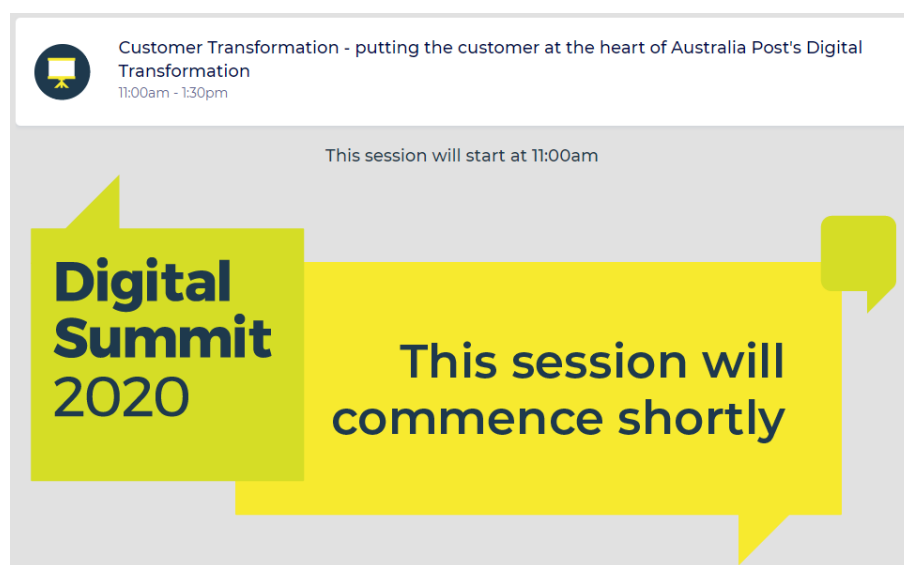 Customer Transformation - putting the customer at the heart of Australia Post's Digital
Transformation
11:00am - 1:30pm
This session will start at 11:00am
Digital
Summit
2020
This session will
commence shortly